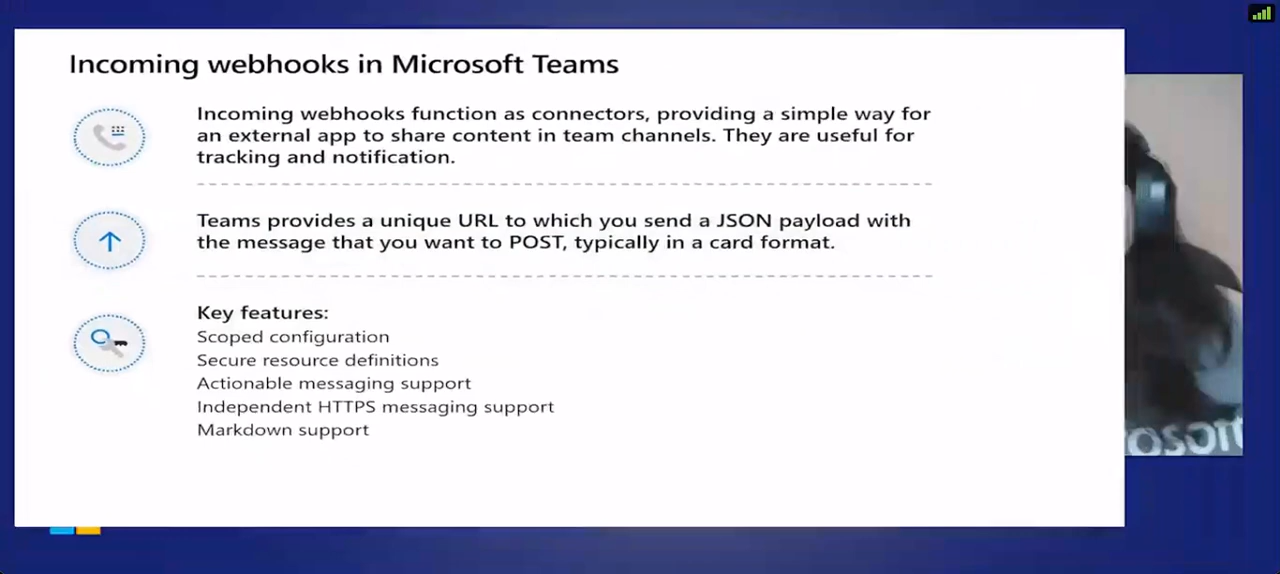 Incoming webhooks in Microsoft Teams
Incoming webhooks function as connectors, providing a simple way for
an external app to share content in team channels. They are useful for
tracking and notification.
Teams provides a unique URL to which you send a JSON payload with
the message that you want to POST, typically in a card format.
Key features:
Scoped configuration
Secure resource definitions
Actionable messaging support
Independent HTTPS messaging support
Markdown support